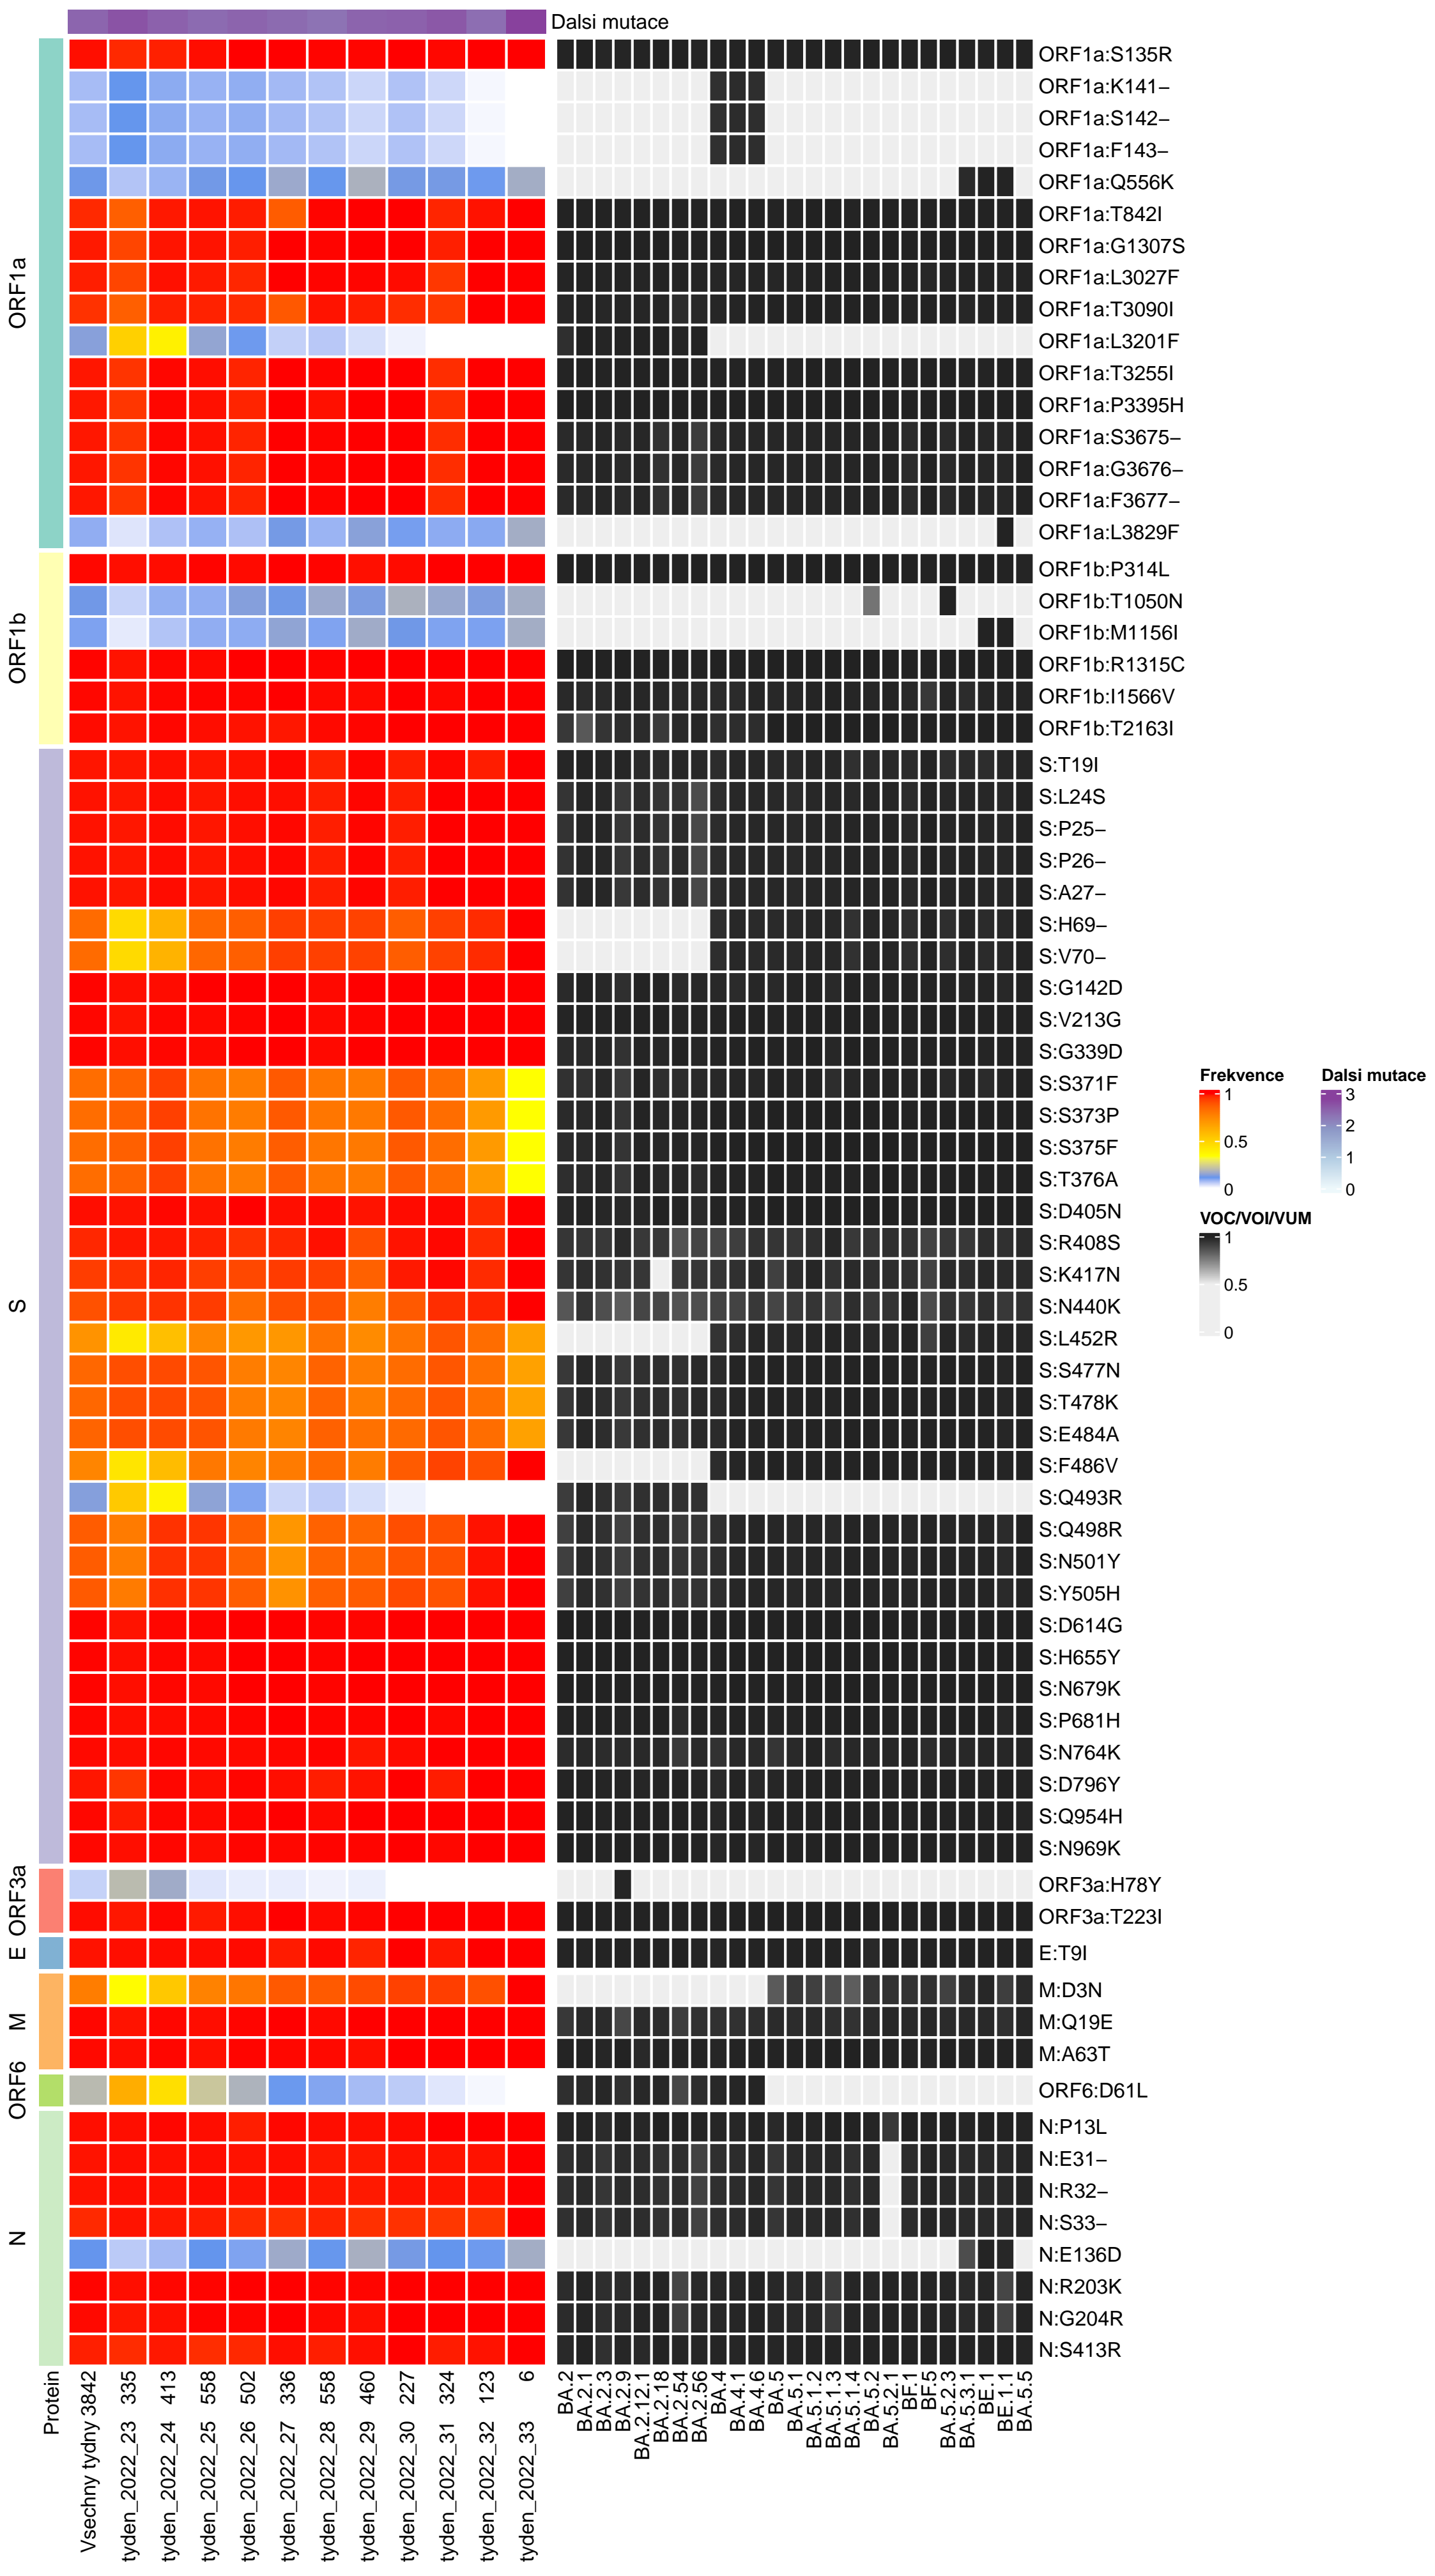 Dalsi mutace
ORF1a:S135R
ORF1a:K141−
ORF1a:S142−
ORF1a:F143−
ORF1a:Q556K
ORF1a:T842I
ORF1a:G1307S
ORF1a:L3027F
ORF1a:T3090I
ORF1a:L3201F
ORF1a:T3255I
ORF1a:P3395H
ORF1a:S3675−
ORF1a:G3676−
ORF1a:F3677−
ORF1a:L3829F
ORF1b:P314L
ORF1b:T1050N
ORF1b:M1156I
ORF1b:R1315C
ORF1b:I1566V
ORF1b:T2163I
S:T19I
S:L24S
S:P25−
S:P26−
S:A27−
S:H69−
S:V70−
S:G142D
S:V213G
S:G339D
S:S371F
S:S373P
S:S375F
S:T376A
S:D405N
S:R408S
S:K417N
S:N440K
S:L452R
S:S477N
S:T478K
S:E484A
S:F486V
S:Q493R
S:Q498R
S:N501Y
S:Y505H
S:D614G
S:H655Y
S:N679K
S:P681H
S:N764K
S:D796Y
S:Q954H
S:N969K
ORF3a:H78Y
ORF3a:T223I
E:T9I
M:D3N
M:Q19E
M:A63T
ORF6:D61L
N:P13L
N:E31−
N:R32−
N:S33−
N:E136D
N:R203K
N:G204R
N:S413R
ORF1a
ORF1b
S
ORF3a
E
M
ORF6
N
Protein
Vsechny tydny 3842
tyden_2022_23 335
tyden_2022_24 413
tyden_2022_25 558
tyden_2022_26 502
tyden_2022_27 336
tyden_2022_28 558
tyden_2022_29 460
tyden_2022_30 227
tyden_2022_31 324
tyden_2022_32 123
tyden_2022_33 6
BA.2
BA.2.1
BA.2.3
BA.2.9
BA.2.12.1
BA.2.18
BA.2.54
BA.2.56
BA.4
BA.4.1
BA.4.6
BA.5
BA.5.1
BA.5.1.2
BA.5.1.3
BA.5.1.4
BA.5.2
BA.5.2.1
BF.1
BF.5
BA.5.2.3
BA.5.3.1
BE.1
BE.1.1
BA.5.5
Frekvence
1
0.5
0
Dalsi mutace
3
2
1
0
VOC/VOI/VUM
1
0.5
0